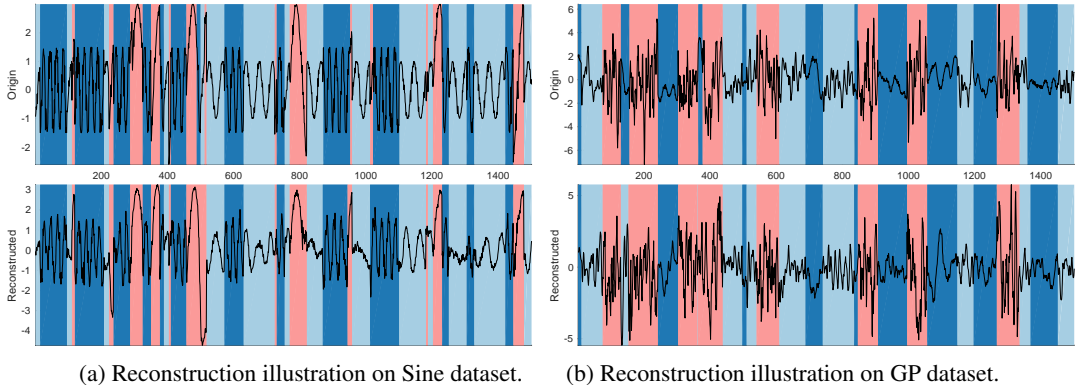 2
1
0
-1
-2
Origin
200 400 600 800 1000 1200 1400
3
2
1
0
-1
-2
-3
-4
Reconstructed
6
4
2
0
-2
-4
-6
Origin
200 400 600 800 1000 1200 1400
5
0
-5
Reconstructed
(a) Reconstruction illustration on Sine dataset.
(b) Reconstruction illustration on GP dataset.